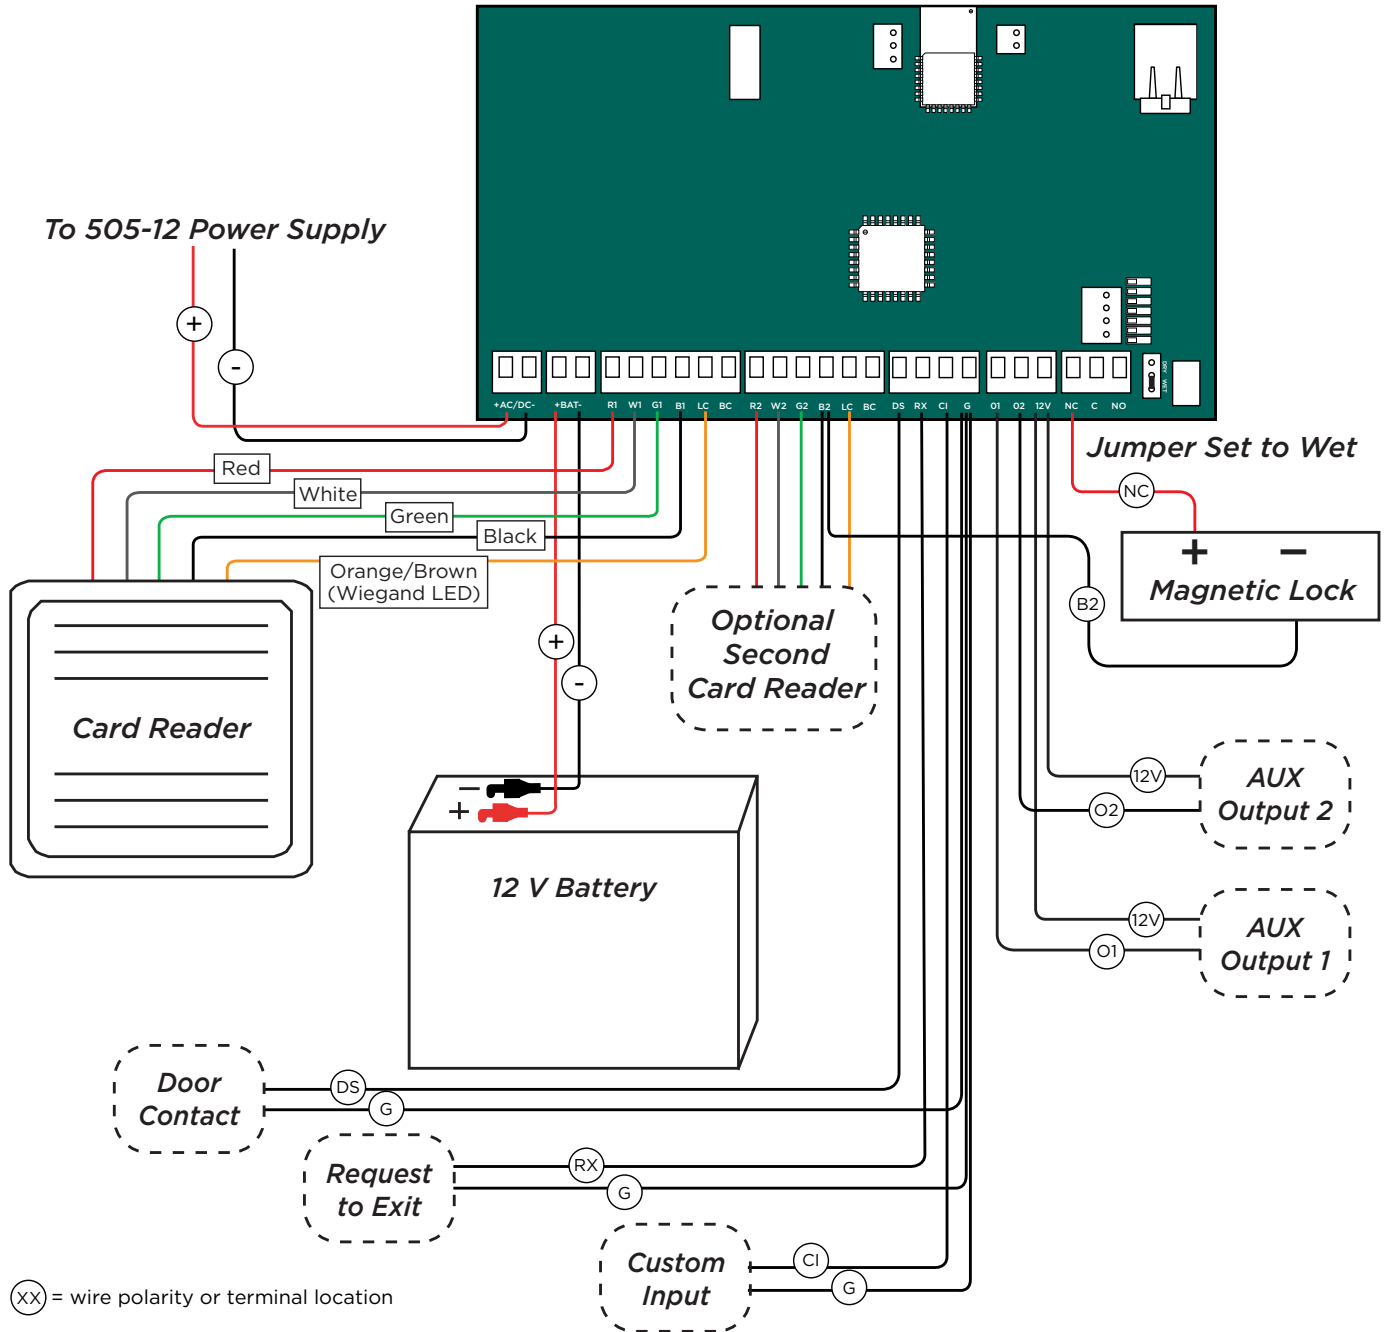 To 505-12 Power Supply
+
-
+AC/DC-
+BAT-
R1 W1 G1 B1 LC BC
R2 W2 G2 B2 LC BC
DS RX CI G
O1 O2 12V
NC C NO
DRY WET
Jumper Set to Wet
Red
White
Green
Black
Orange/Brown
(Wiegand LED)
NC
+ −
Magnetic Lock
B2
Card Reader
Optional
Second
Card Reader
+
-
−
+
12 V Battery
12V
O2
AUX
Output 2
12V
O1
AUX
Output 1
Door
Contact
DS
G
Request
to Exit
RX
G
Custom
Input
CI
G
XX = wire polarity or terminal location